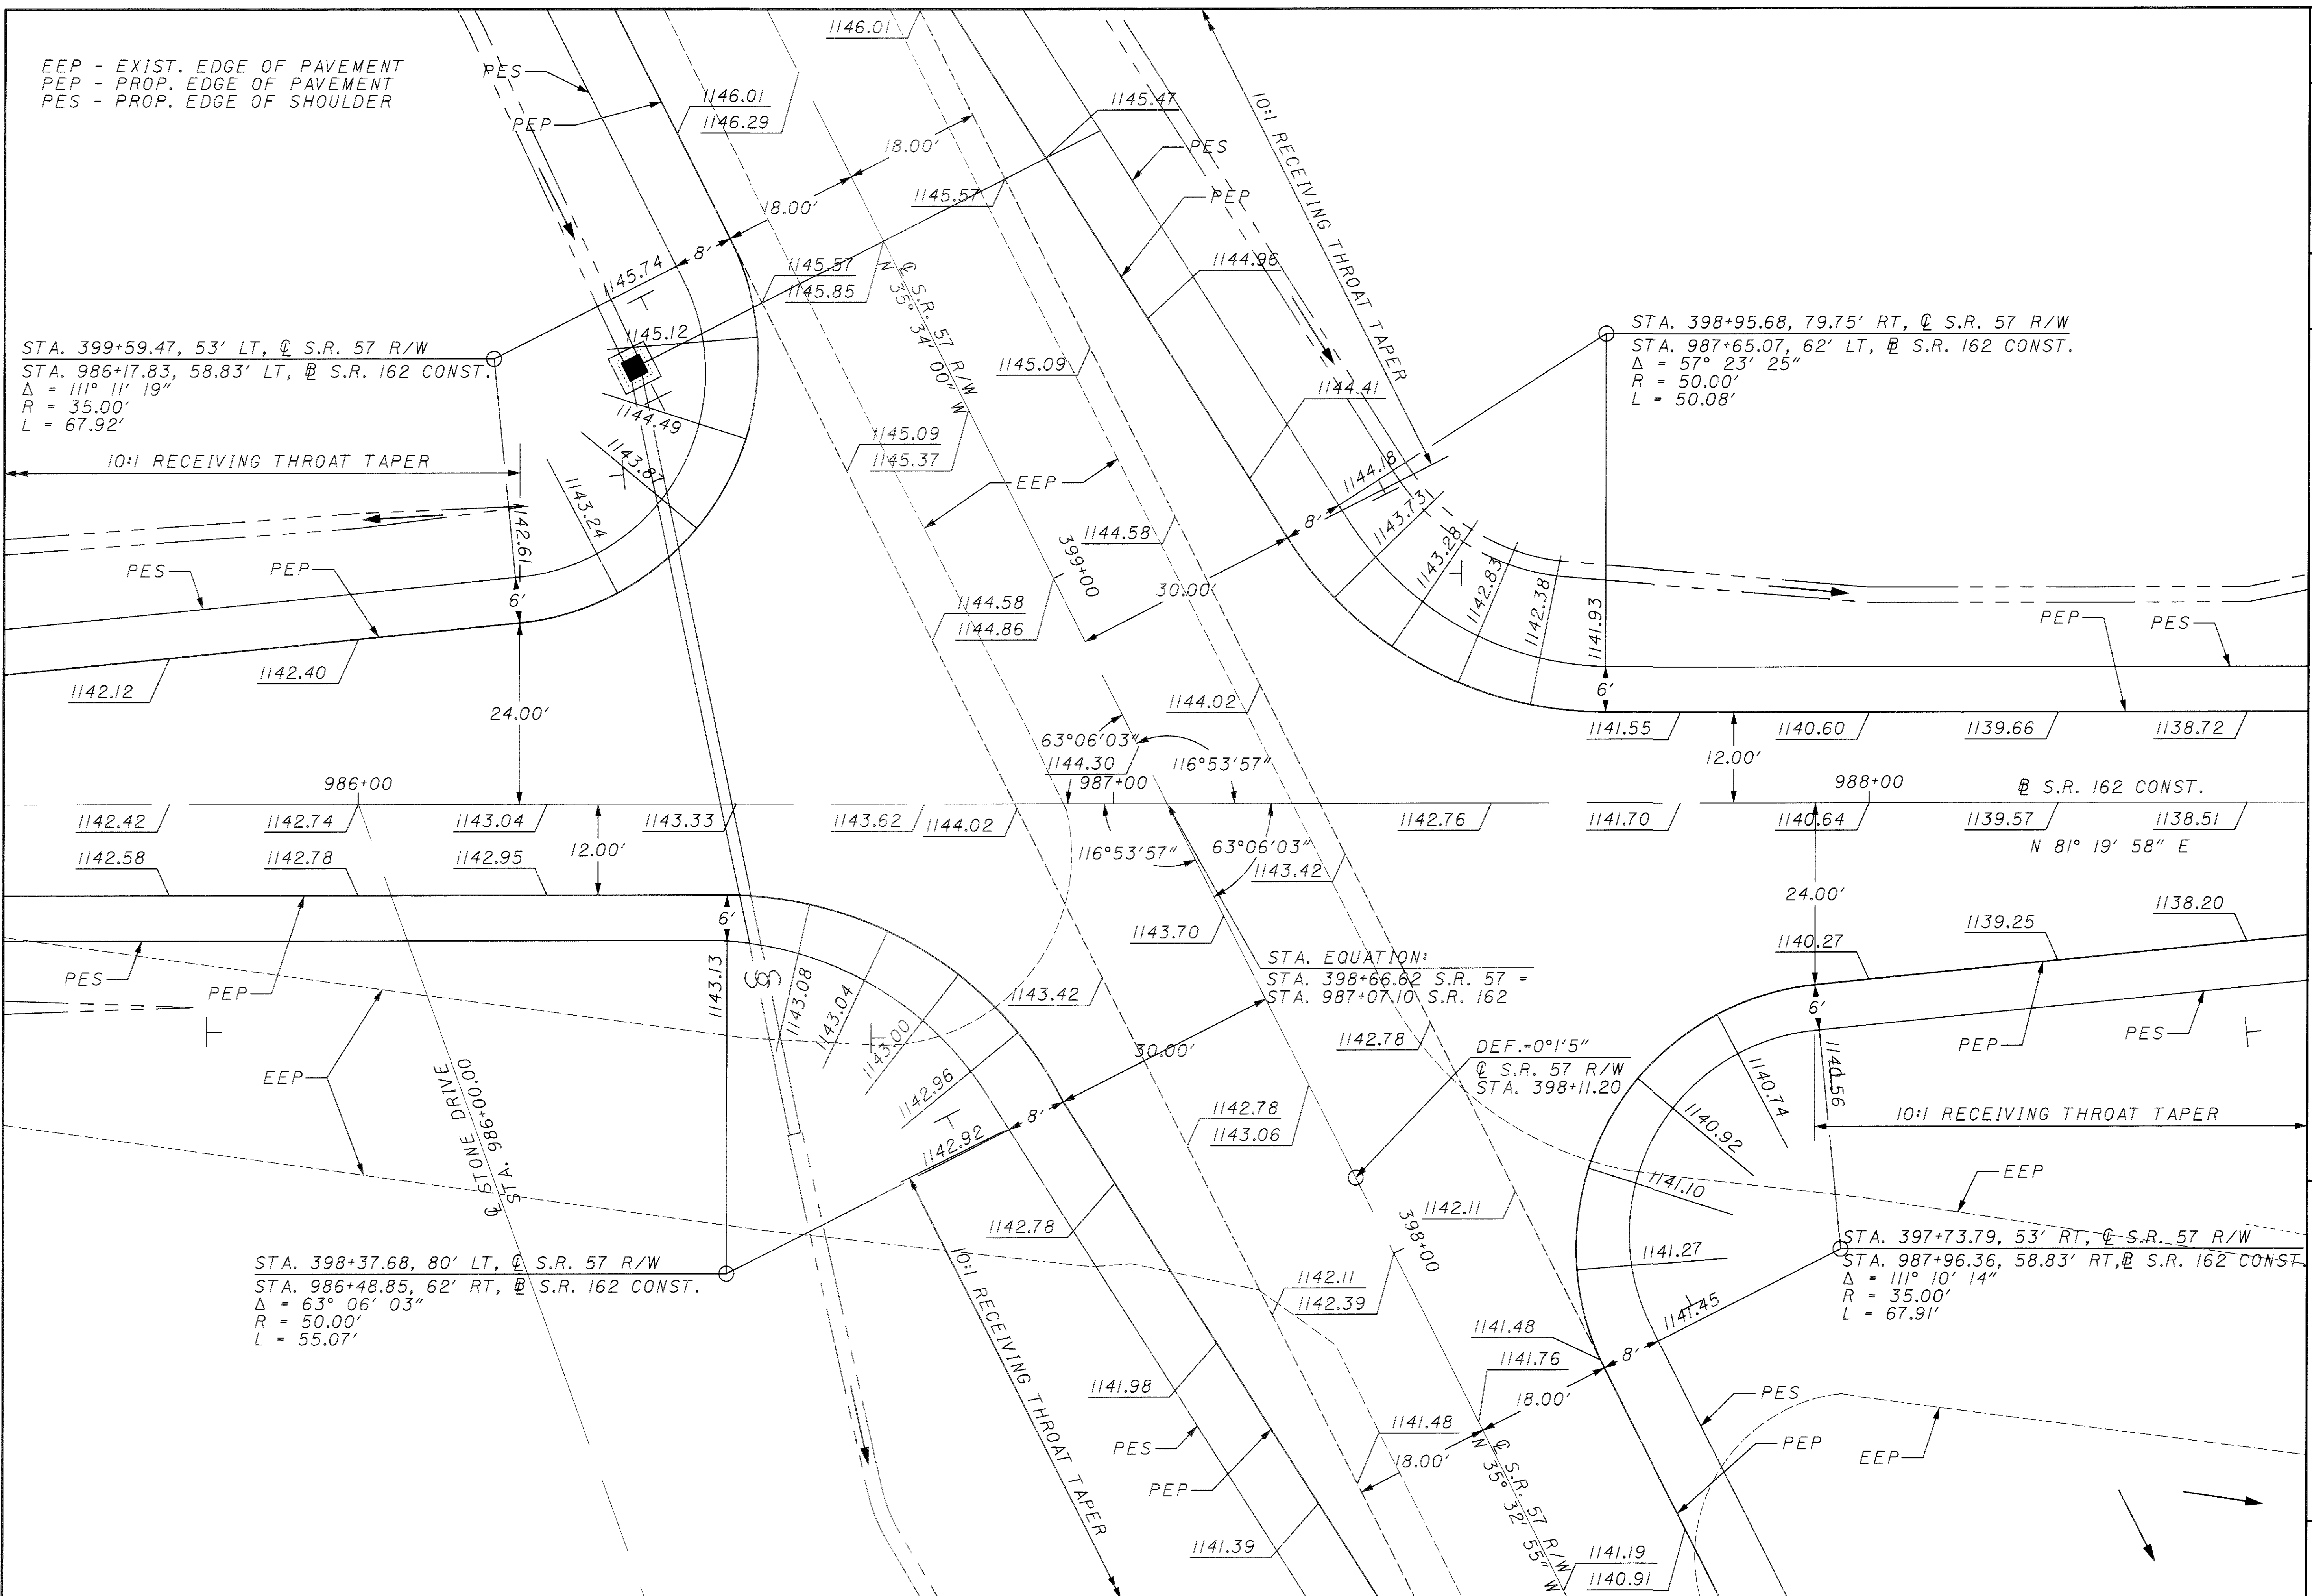 EEP - EXIST. EDGE OF PAVEMENT
PEP - PROP. EDGE OF PAVEMENT
PES - PROP. EDGE OF SHOULDER
PES
PEP
1146.01
1146.01
1146.29
1145.47
18.00'
18.00'
8'
1145.57
1145.57
1145.85
1145.74
1145.12
℄ S.R. 57 R/W
N 35° 34' 00" W
PES
PEP
10:1 RECEIVING THROAT TAPER
1144.96
STA. 399+59.47, 53' LT, ℄ S.R. 57 R/W
STA. 986+17.83, 58.83' LT, ⅊ S.R. 162 CONST.
Δ = 111° 11' 19"
R = 35.00'
L = 67.92'
STA. 398+95.68, 79.75' RT, ℄ S.R. 57 R/W
STA. 987+65.07, 62' LT, ⅊ S.R. 162 CONST.
Δ = 57° 23' 25"
R = 50.00'
L = 50.08'
1145.09
1144.41
1144.49
1145.09
1145.37
10:1 RECEIVING THROAT TAPER
1143.87
1143.24
1142.61
EEP
1144.18
8'
1143.73
1143.28
1142.83
1142.38
1141.93
1144.58
399+00
PES
PEP
6'
1144.58
1144.86
30.00'
PEP
PES
1142.12
1142.40
24.00'
1144.02
6'
63°06'03"
1144.30
116°53'57"
1141.55
1140.60
1139.66
1138.72
12.00'
986+00
987+00
988+00
⅊ S.R. 162 CONST.
1142.42
1142.74
1143.04
1143.33
1143.62
1144.02
1142.76
1141.70
1140.64
1139.57
1138.51
N 81° 19' 58" E
1142.58
1142.78
1142.95
12.00'
116°53'57"
63°06'03"
1143.42
24.00'
1138.20
1139.25
1140.27
6'
1143.70
STA. EQUATION:
STA. 398+66.62 S.R. 57 =
STA. 987+07.10 S.R. 162
PES
PEP
1143.13
1143.08
1143.04
1143.00
1142.96
1142.92
1143.42
30.00'
8'
1142.78
DEF.=0°1'5"
℄ S.R. 57 R/W
STA. 398+11.20
6'
PEP
PES
1140.56
1140.74
1140.92
1141.10
1141.27
1141.45
10:1 RECEIVING THROAT TAPER
EEP
EEP
℄ STONE DRIVE
STA. 986+00.00
1142.78
1143.06
1142.11
398+00
1142.78
STA. 398+37.68, 80' LT, ℄ S.R. 57 R/W
STA. 986+48.85, 62' RT, ⅊ S.R. 162 CONST.
Δ = 63° 06' 03"
R = 50.00'
L = 55.07'
STA. 397+73.79, 53' RT, ℄ S.R. 57 R/W
STA. 987+96.36, 58.83' RT, ⅊ S.R. 162 CONST.
Δ = 111° 10' 14"
R = 35.00'
L = 67.91'
10:1 RECEIVING THROAT TAPER
1142.11
1142.39
1141.48
1141.76
8'
18.00'
1141.98
1141.48
18.00'
PES
PEP
PES
PEP
EEP
℄ S.R. 57 R/W
N 35° 32' 55" W
1141.39
1141.19
1140.91